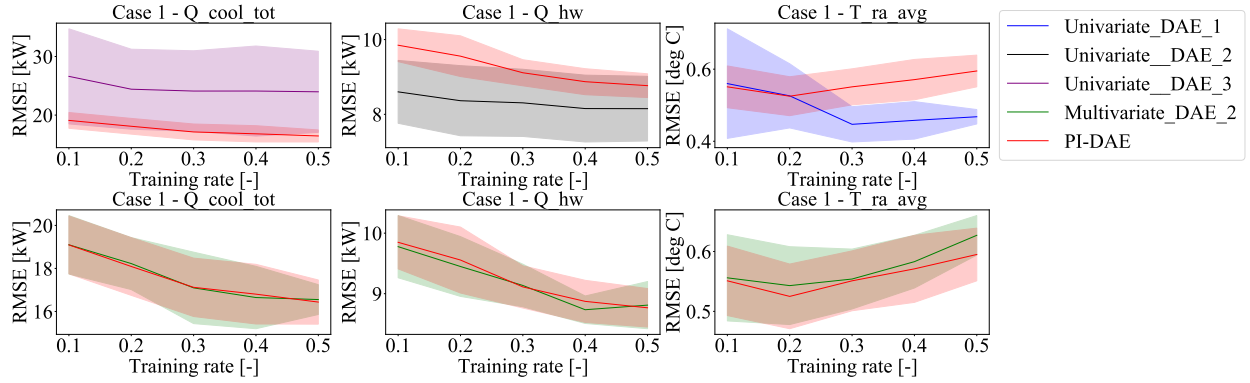 Case 1 - Q_cool_tot
Case 1 - Q_hw
Case 1 - T_ra_avg
RMSE [kW]
30
20
0.1 0.2 0.3 0.4 0.5
Training rate [-]
RMSE [kW]
10
8
0.1 0.2 0.3 0.4 0.5
Training rate [-]
RMSE [deg C]
0.6
0.4
0.1 0.2 0.3 0.4 0.5
Training rate [-]
Univariate_DAE_1
Univariate__DAE_2
Univariate__DAE_3
Multivariate_DAE_2
PI-DAE
Case 1 - Q_cool_tot
Case 1 - Q_hw
Case 1 - T_ra_avg
RMSE [kW]
20
18
16
0.1 0.2 0.3 0.4 0.5
Training rate [-]
RMSE [kW]
10
9
0.1 0.2 0.3 0.4 0.5
Training rate [-]
RMSE [deg C]
0.6
0.5
0.1 0.2 0.3 0.4 0.5
Training rate [-]